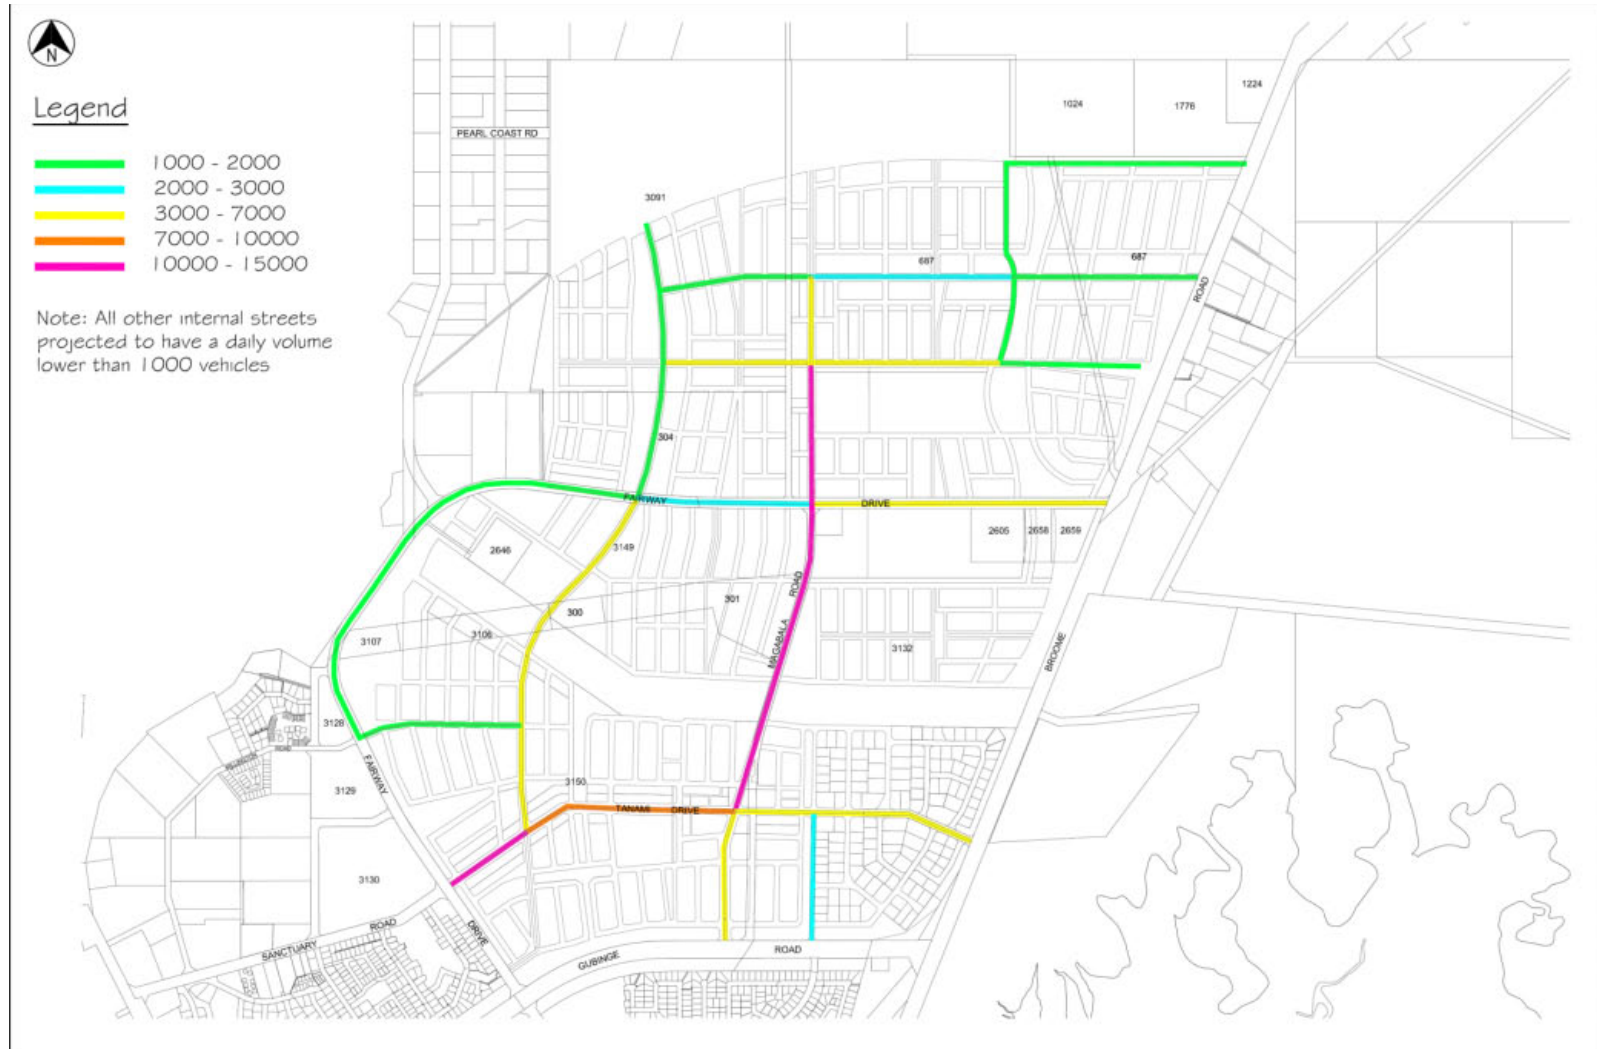 N
Legend
1000 - 2000
2000 - 3000
3000 - 7000
7000 - 10000
10000 - 15000
Note: All other internal streets
projected to have a daily volume
lower than 1000 vehicles
PEARL COAST RD
1224
1024
1776
3091
687
687
ROAD
304
FAIRWAY
DRIVE
2605
2658
2659
2646
3149
300
301
ROAD
MAGABALA
3107
3106
3132
BROOME
3128
ROAD
FAIRWAY
3129
3150
TANAMI
DRIVE
3130
SANCTUARY
ROAD
DRIVE
GUBINGE
ROAD